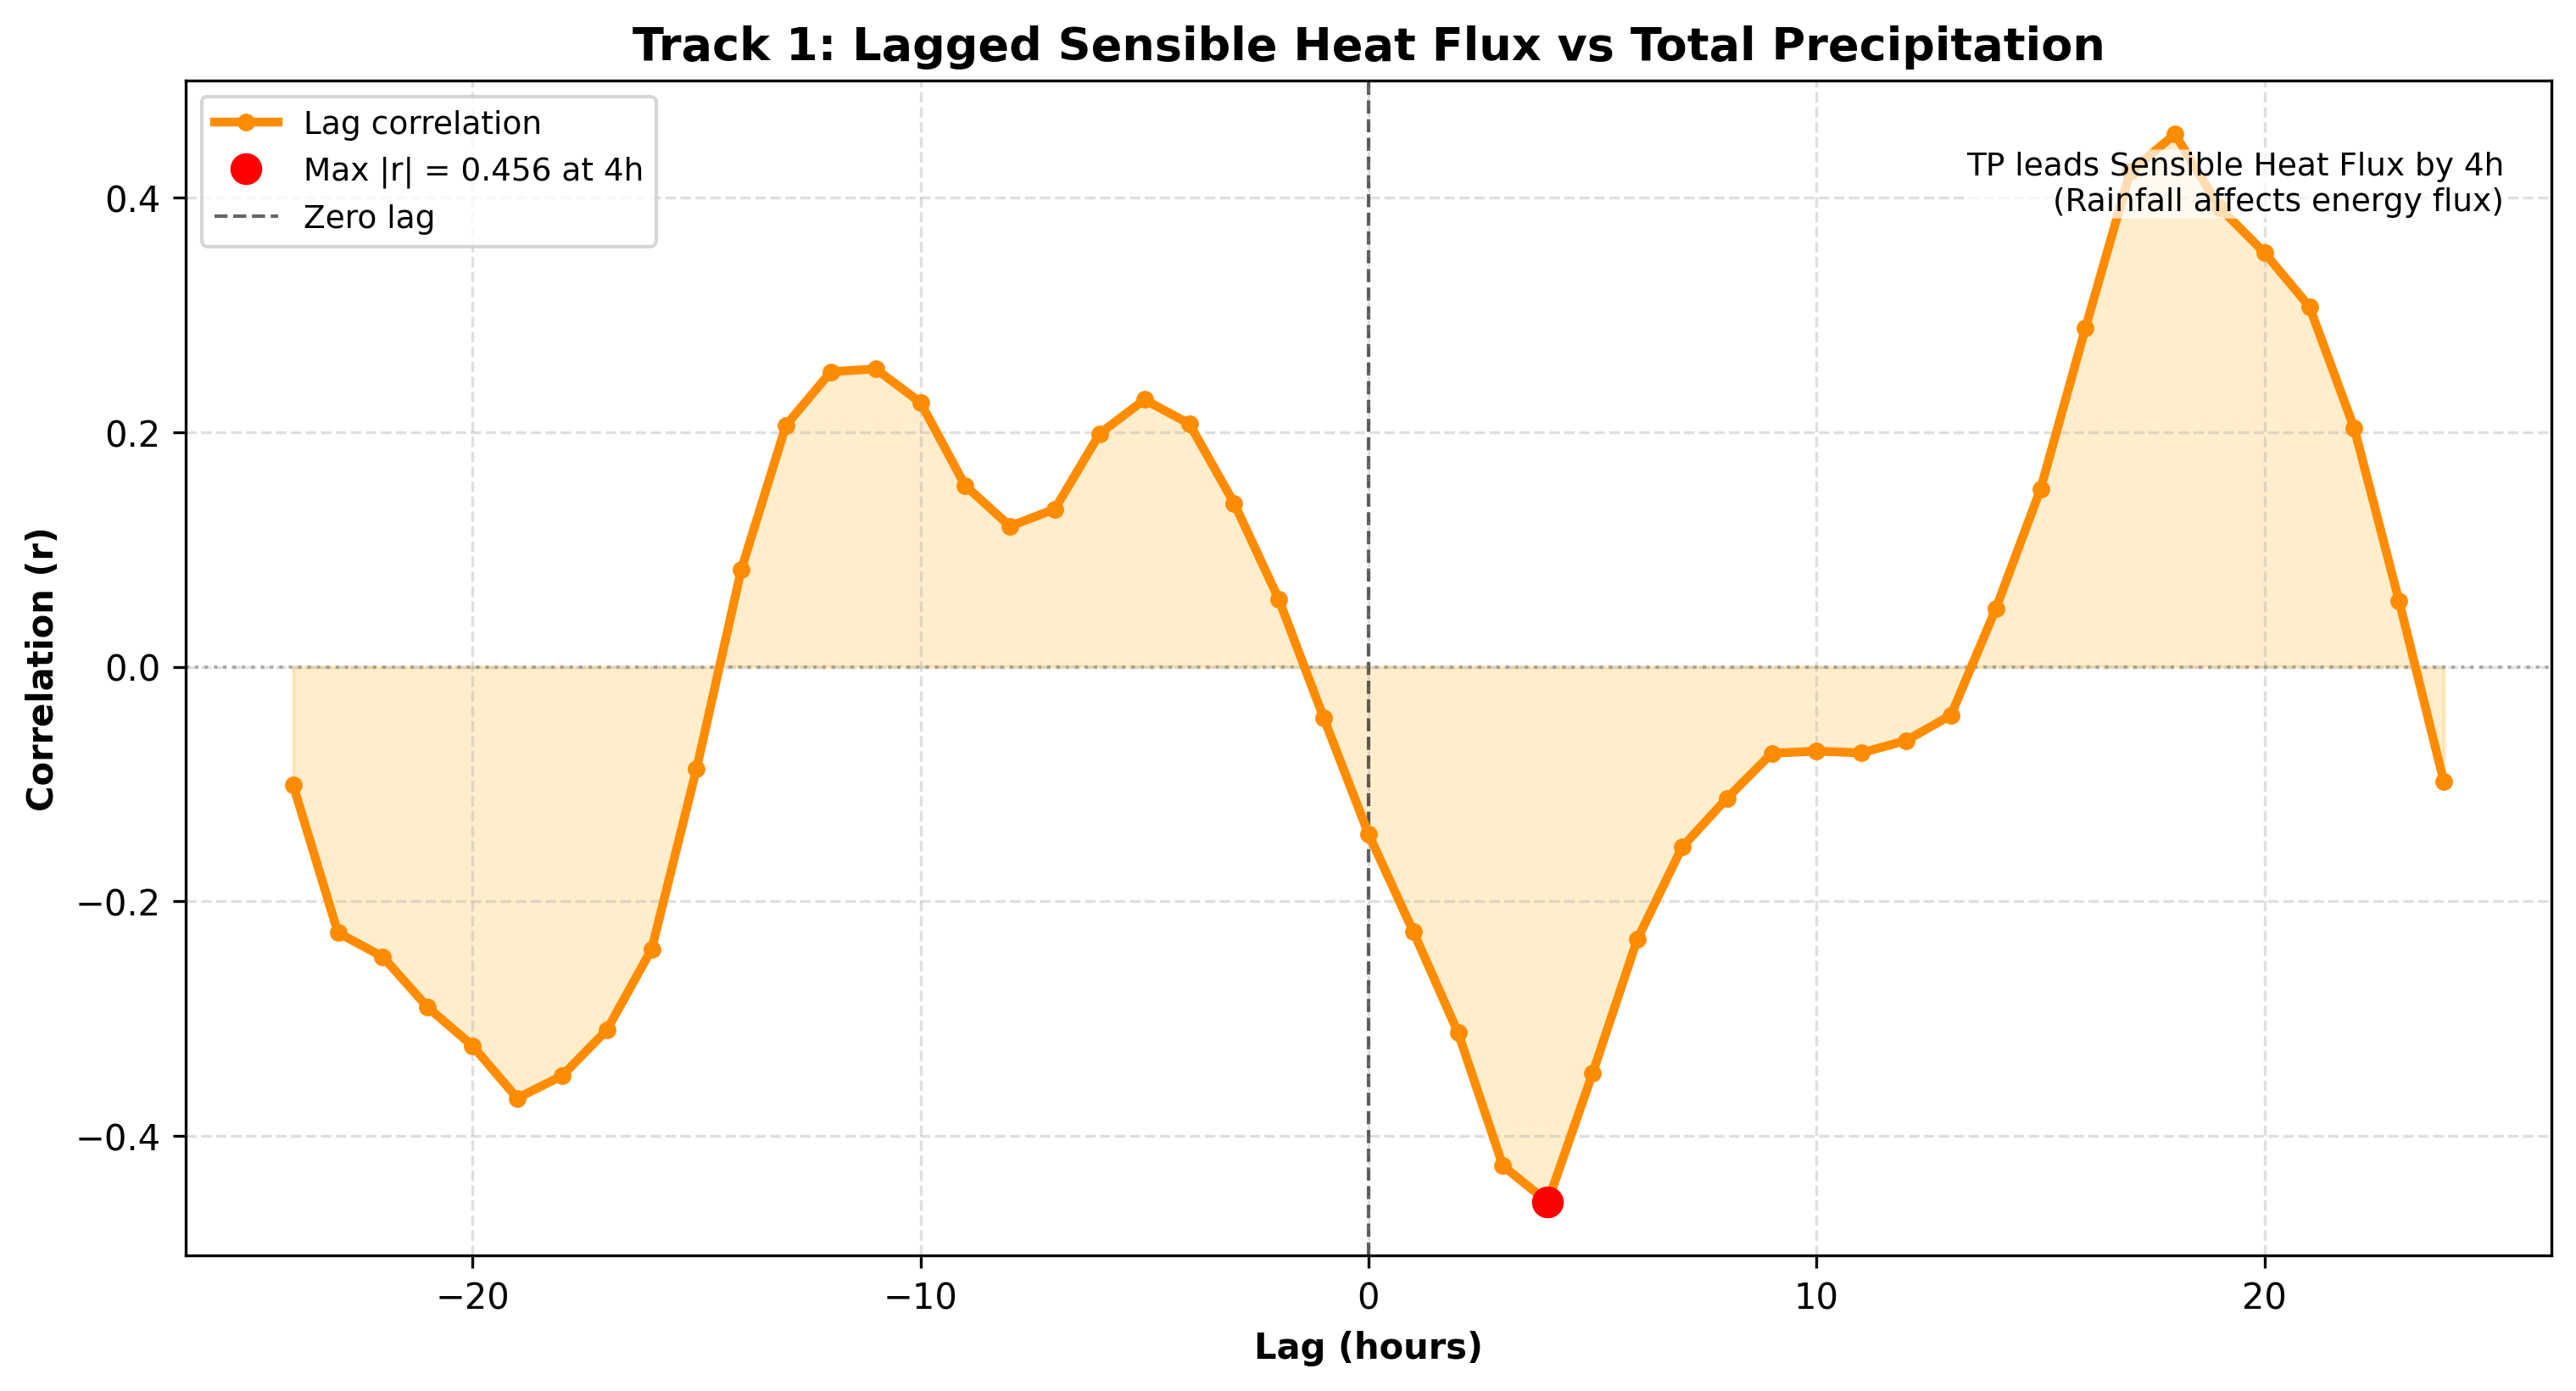 Track 1: Lagged Sensible Heat Flux vs Total Precipitation
Lag correlation
Max |r| = 0.456 at 4h
Zero lag
TP leads Sensible Heat Flux by 4h
(Rainfall affects energy flux)
Correlation (r)
0.4
0.2
0.0
−0.2
−0.4
−20
−10
0
10
20
Lag (hours)